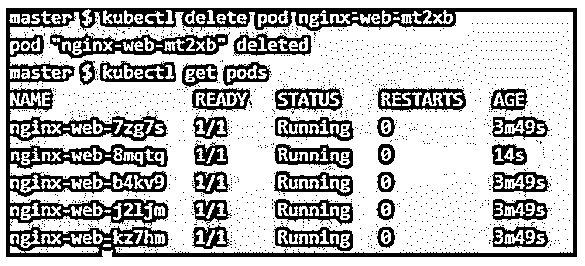 master $ kubectl delete pod nginx-web-mt2xb
pod "nginx-web-mt2xb" deleted
master $ kubectl get pods
NAME READY STATUS RESTARTS AGE
nginx-web-7zg7s 1/1 Running 0 3m49s
nginx-web-8mqtq 1/1 Running 0 14s
nginx-web-b4kv9 1/1 Running 0 3m49s
nginx-web-j2ljm 1/1 Running 0 3m49s
nginx-web-kz7hm 1/1 Running 0 3m49s